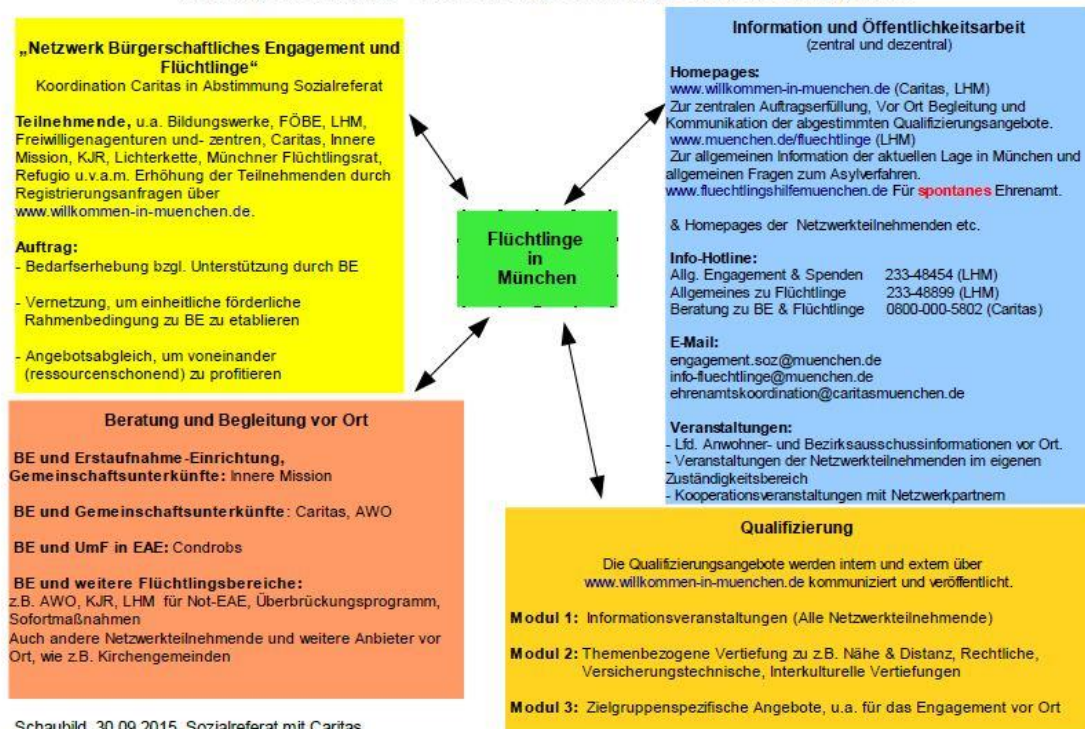 „Netzwerk Bürgerschaftliches Engagement und
Flüchtlinge“
Koordination Caritas in Abstimmung Sozialreferat
Teilnehmende, u.a. Bildungswerke, FÖBE, LHM,
Freiwilligenagenturen und- zentren, Caritas, Innere
Mission, KJR, Lichterkette, Münchner Flüchtlingsrat,
Refugio u.v.a.m. Erhöhung der Teilnehmenden durch
Registrierungsanfragen über
www.willkommen-in-muenchen.de.
Auftrag:
- Bedarfserhebung bzgl. Unterstützung durch BE
- Vernetzung, um einheitliche förderliche
Rahmenbedingung zu BE zu etablieren
- Angebotsabgleich, um voneinander
(ressourcenschonend) zu profitieren
Flüchtlinge
in
München
Information und Öffentlichkeitsarbeit
(zentral und dezentral)
Homepages:
www.willkommen-in-muenchen.de (Caritas, LHM)
Zur zentralen Auftragserfüllung, Vor Ort Begleitung und
Kommunikation der abgestimmten Qualifizierungsangebote.
www.muenchen.de/fluechtlinge (LHM)
Zur allgemeinen Information der aktuellen Lage in München und
allgemeinen Fragen zum Asylverfahren.
www.fluechtlingshilfemuenchen.de Für spontanes Ehrenamt.
& Homepages der Netzwerkteilnehmenden etc.
Info-Hotline:
Allg. Engagement & Spenden 233-48454 (LHM)
Allgemeines zu Flüchtlinge 233-48899 (LHM)
Beratung zu BE & Flüchtlinge 0800-000-5802 (Caritas)
E-Mail:
engagement.soz@muenchen.de
info-fluechtlinge@muenchen.de
ehrenamtskoordination@caritasmuenchen.de
Veranstaltungen:
- Lfd. Anwohner- und Bezirksausschussinformationen vor Ort.
- Veranstaltungen der Netzwerkteilnehmenden im eigenen
Zuständigkeitsbereich
- Kooperationsveranstaltungen mit Netzwerkpartnern
Beratung und Begleitung vor Ort
BE und Erstaufnahme-Einrichtung,
Gemeinschaftsunterkünfte: Innere Mission
BE und Gemeinschaftsunterkünfte: Caritas, AWO
BE und UmF in EAE: Condrobs
BE und weitere Flüchtlingsbereiche:
z.B. AWO, KJR, LHM für Not-EAE, Überbrückungsprogramm,
Sofortmaßnahmen
Auch andere Netzwerkteilnehmende und weitere Anbieter vor
Ort, wie z.B. Kirchengemeinden
Qualifizierung
Die Qualifizierungsangebote werden intern und extern über
www.willkommen-in-muenchen.de kommuniziert und veröffentlicht.
Modul 1: Informationsveranstaltungen (Alle Netzwerkteilnehmende)
Modul 2: Themenbezogene Vertiefung zu z.B. Nähe & Distanz, Rechtliche,
Versicherungstechnische, Interkulturelle Vertiefungen
Modul 3: Zielgruppenspezifische Angebote, u.a. für das Engagement vor Ort
Schaubild, 30.09.2015, Sozialreferat mit Caritas